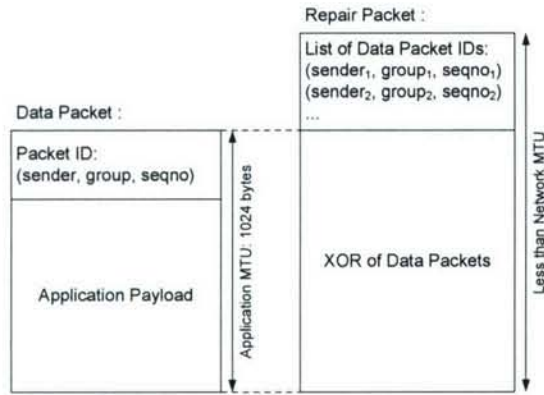 Repair Packet :
List of Data Packet IDs:
(sender₁, group₁, seqno₁)
(sender₂, group₂, seqno₂)
...
Data Packet :
Packet ID:
(sender, group, seqno)
Application Payload
Application MTU: 1024 bytes
XOR of Data Packets
Less than Network MTU